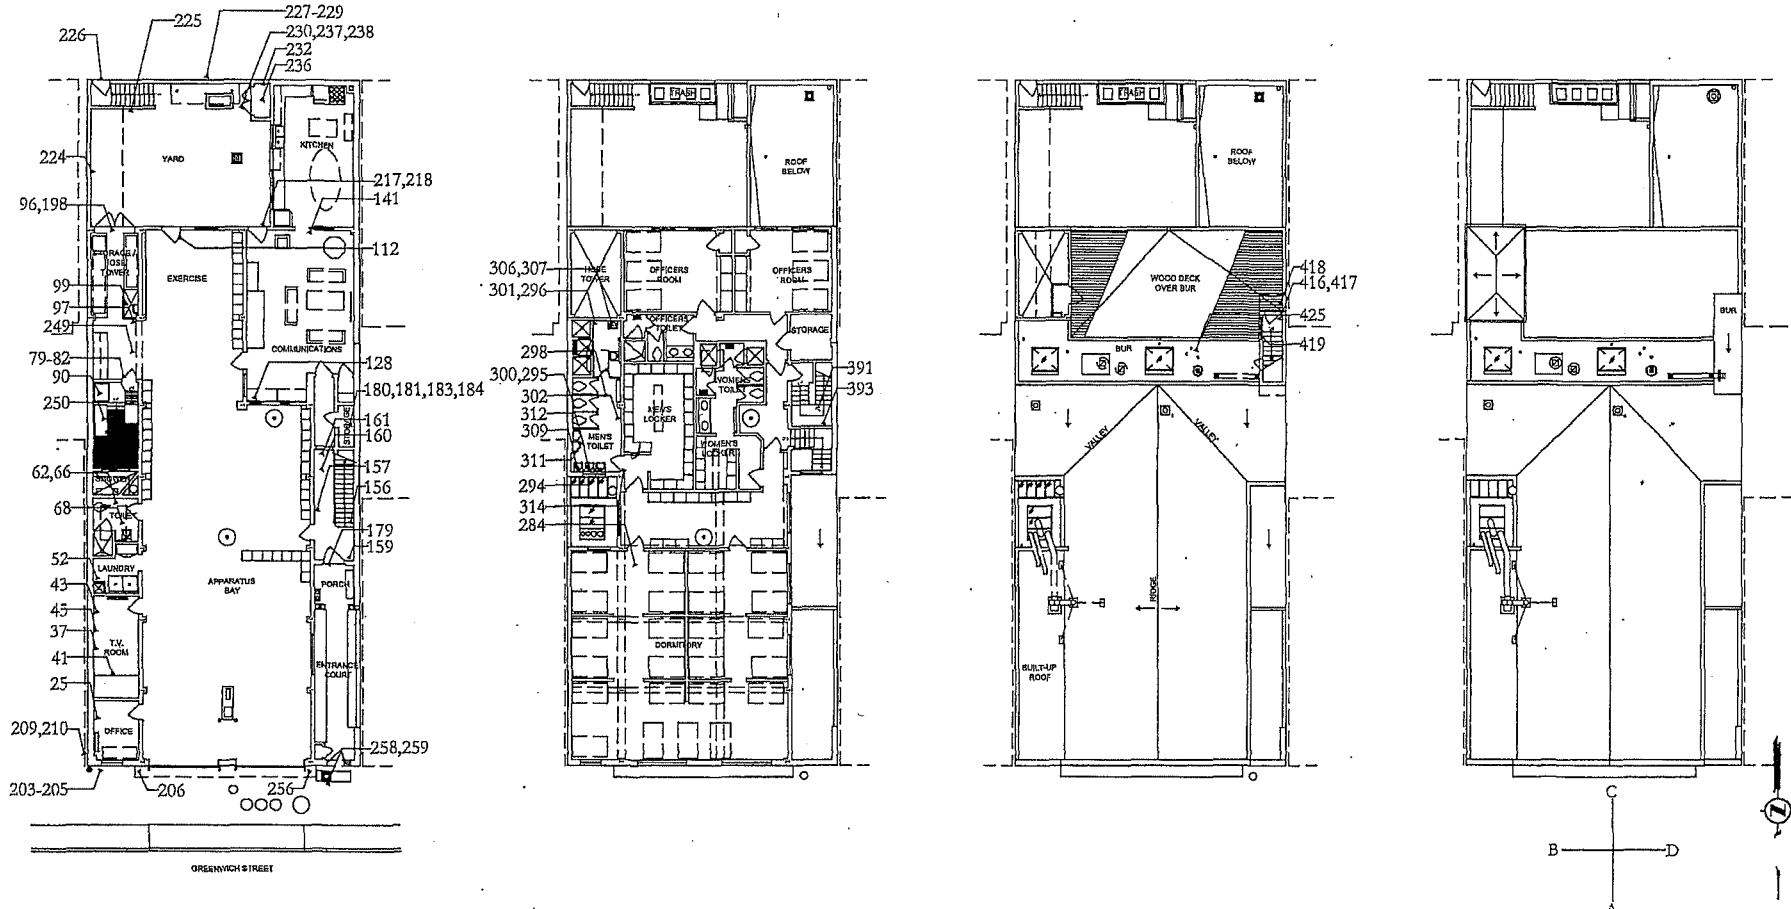 227-229
225
230,237,238
226
232
236
KITCHEN
YARD
224
217,218
96,198
141
112
STORAGE/
HOSE
TOWER
EXERCISE
99
97
249
COMMUNICATIONS
79-82
128
90
180,181,183,184
250
STORAGE
161
160
62,66
SHOWER
157
156
68
TOILET
179
52
159
LAUNDRY
43
APPARATUS
BAY
PORCH
45
37
T.V.
ROOM
41
ENTRANCE
COURT
25
209,210
OFFICE
258,259
203-205
206
256
GREENWICH STREET
TRASH
ROOF
BELOW
306,307
HOSE
TOWER
OFFICERS
ROOM
OFFICERS
ROOM
301,296
OFFICERS
TOILET
STORAGE
298
300,295
WOMEN'S
TOILET
391
302
393
312
MEN'S
LOCKER
309
MEN'S
TOILET
WOMEN'S
LOCKER
311
294
314
284
DORMITORY
TRASH
ROOF
BELOW
WOOD DECK
OVER BUR
418
416,417
425
BUR
419
VALLEY
VALLEY
RIDGE
BUILT-UP
ROOF
BUR
C
B
D
A
N